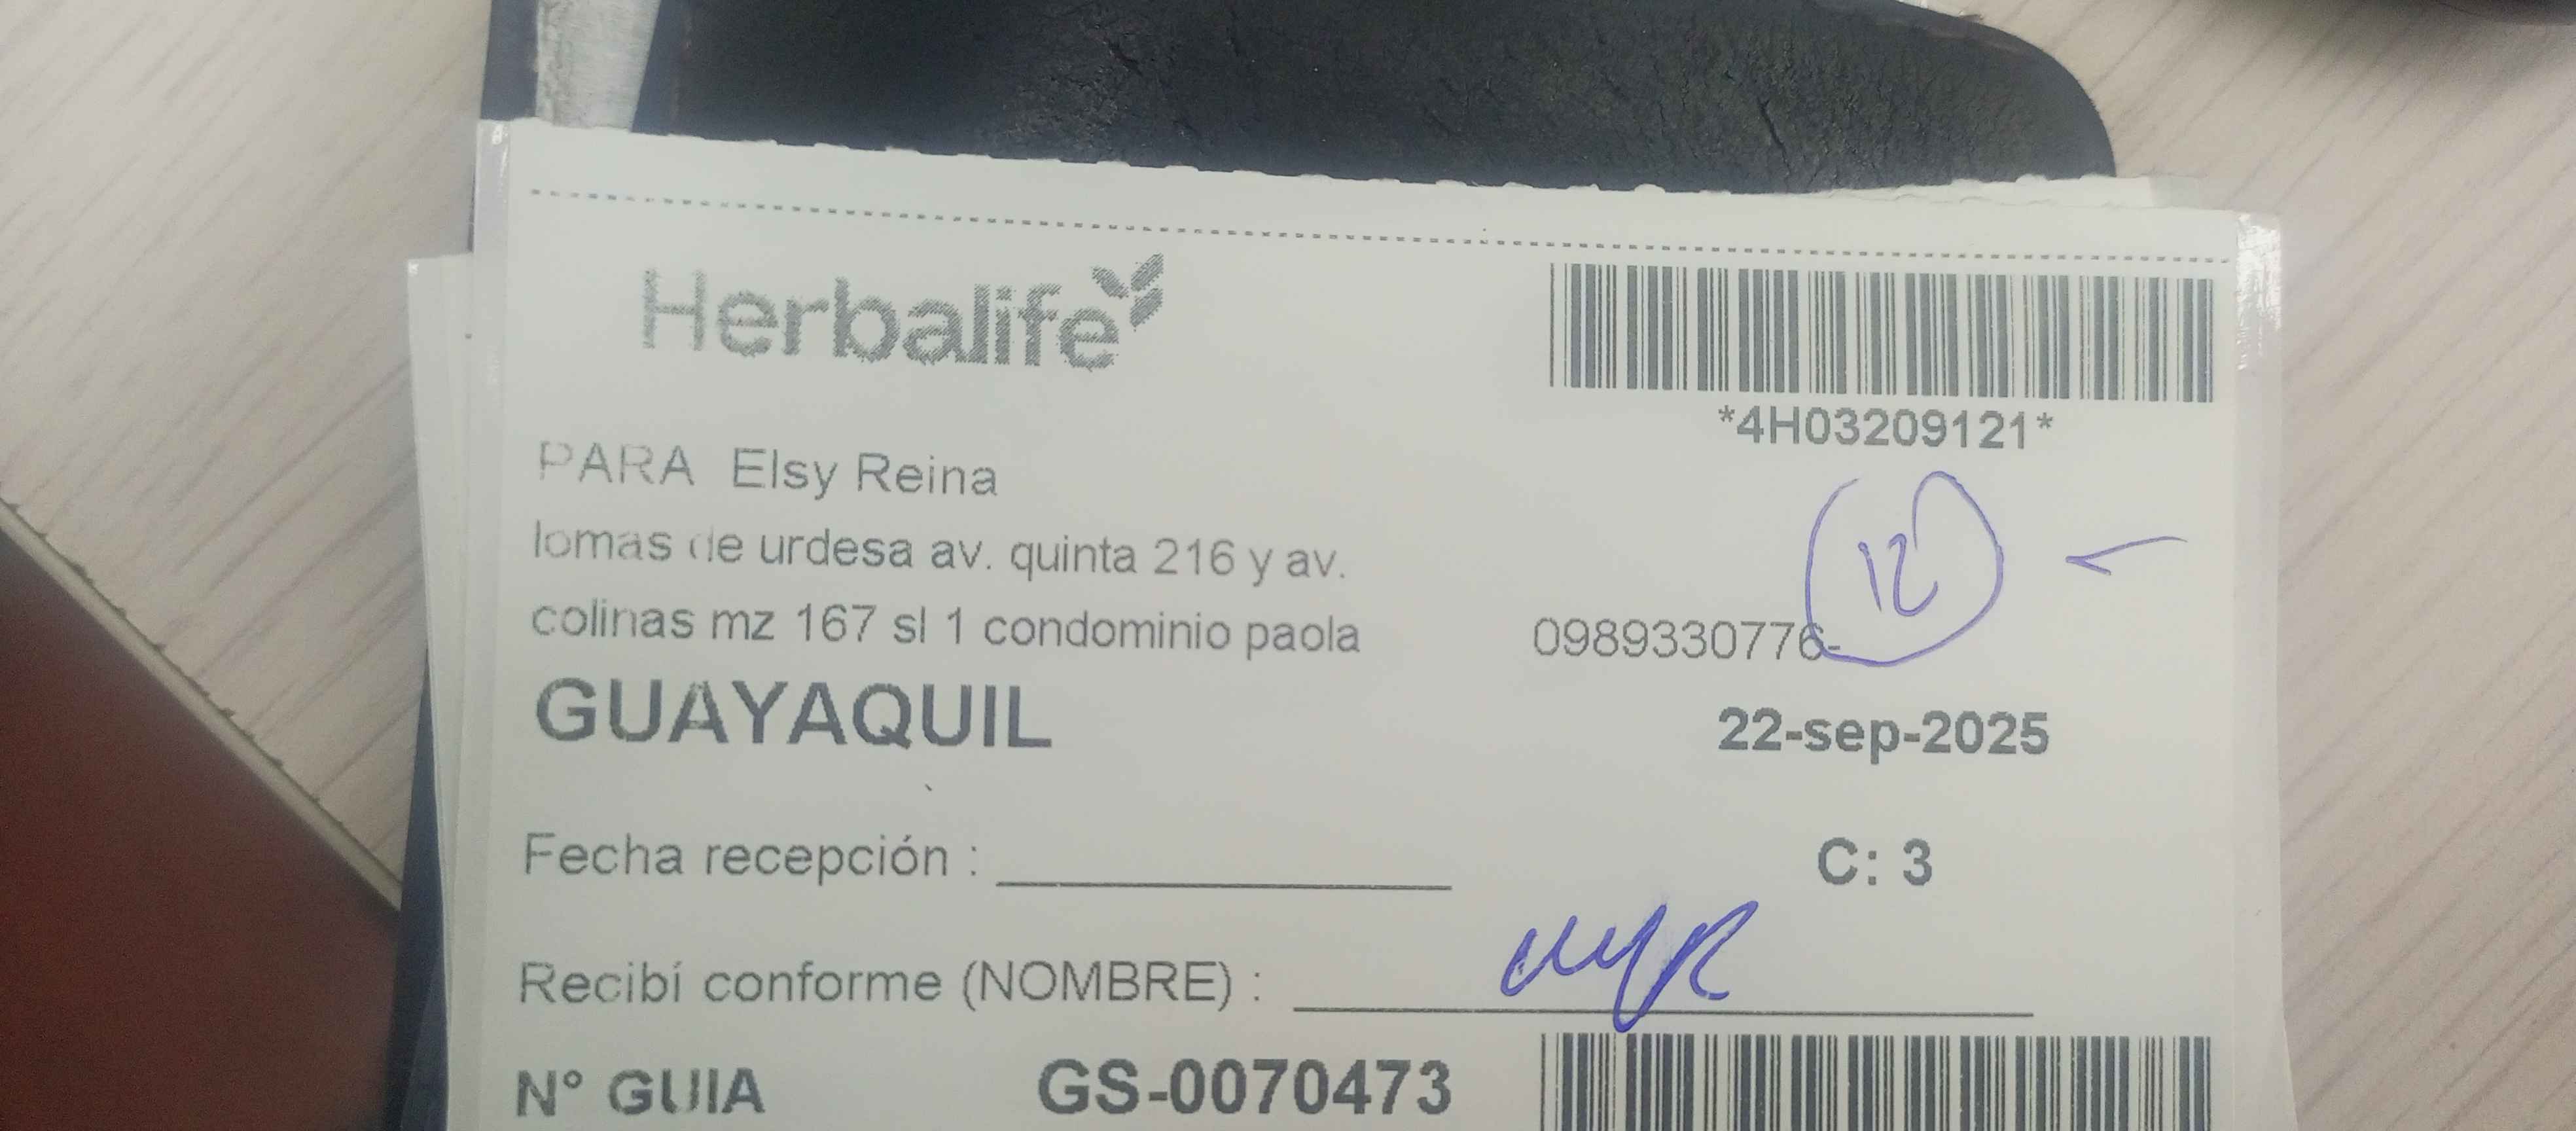 Herbalife
*4H03209121*
PARA Elsy Reina
12
lomas de urdesa av. quinta 216 y av.
colinas mz 167 sl 1 condominio paola
0989330776-
GUAYAQUIL
22-sep-2025
Fecha recepción :
C: 3
Recibí conforme (NOMBRE) :
N° GUIA GS-0070473